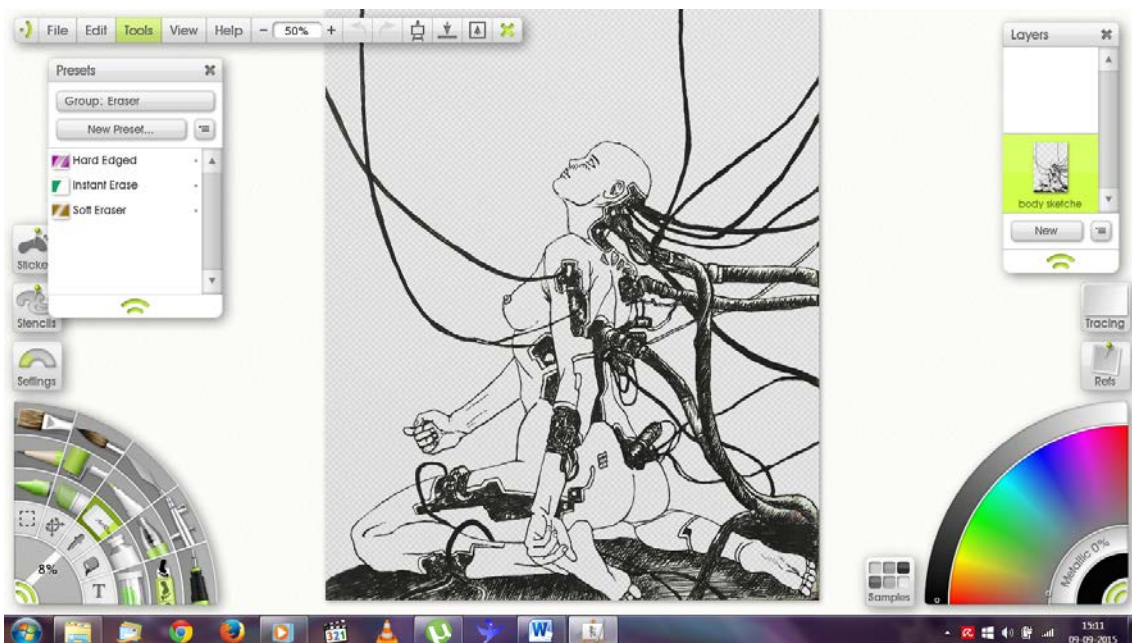 File Edit Tools View Help − 50% +
Presets
Group: Eraser
New Preset...
Hard Edged
Instant Erase
Soft Eraser
Sticke
Stencils
Settings
8%
T
Layers
body sketche
New
Tracing
Refs
Metallic 0%
Samples
321
W
15:11
09-09-2015